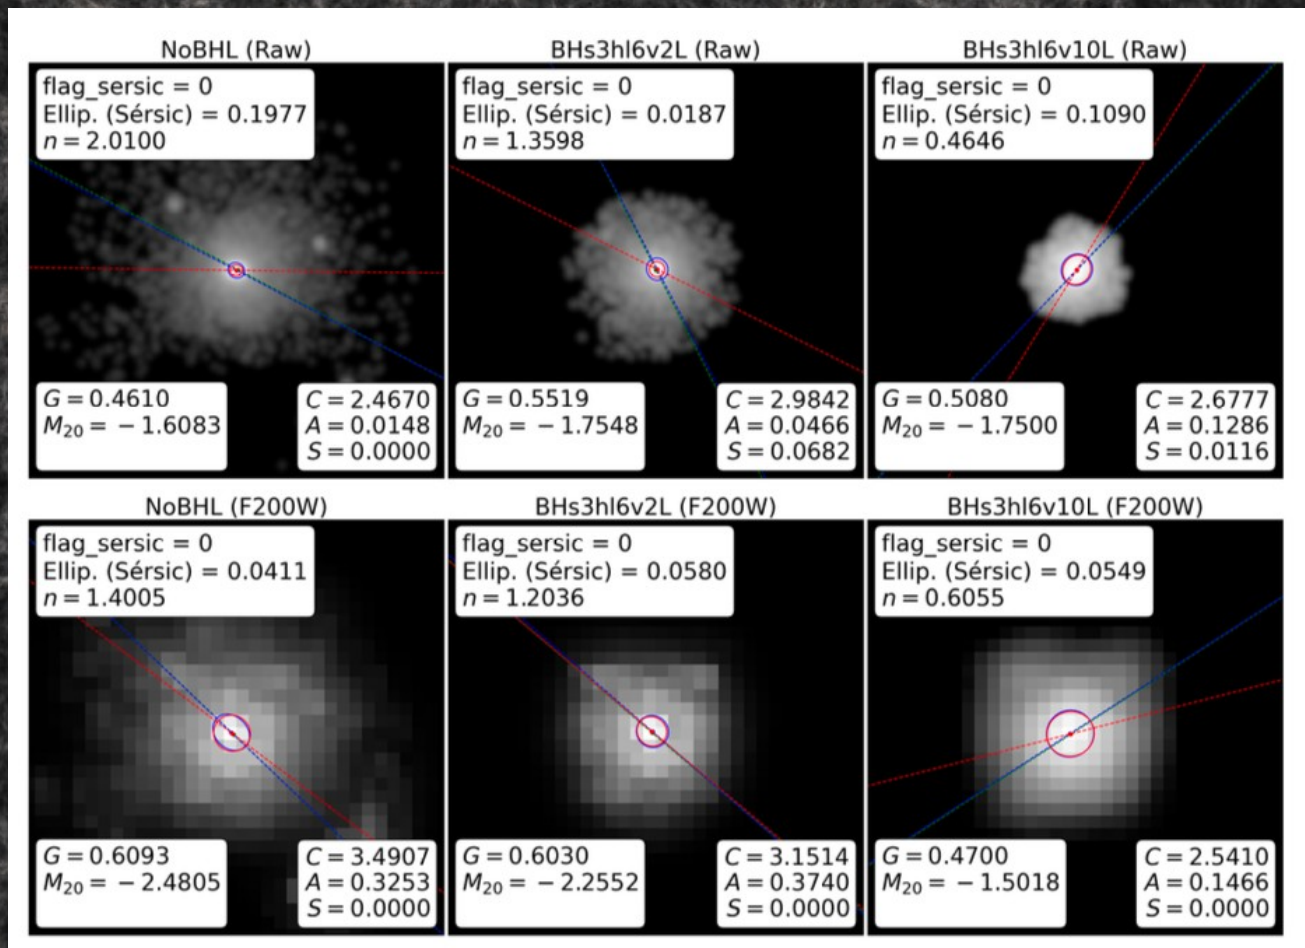 NoBHL (Raw)
flag_sersic = 0
Ellip. (Sérsic) = 0.1977
n = 2.0100
G = 0.4610
M20 = − 1.6083
C = 2.4670
A = 0.0148
S = 0.0000
BHs3hl6v2L (Raw)
flag_sersic = 0
Ellip. (Sérsic) = 0.0187
n = 1.3598
G = 0.5519
M20 = − 1.7548
C = 2.9842
A = 0.0466
S = 0.0682
BHs3hl6v10L (Raw)
flag_sersic = 0
Ellip. (Sérsic) = 0.1090
n = 0.4646
G = 0.5080
M20 = − 1.7500
C = 2.6777
A = 0.1286
S = 0.0116
NoBHL (F200W)
flag_sersic = 0
Ellip. (Sérsic) = 0.0411
n = 1.4005
G = 0.6093
M20 = − 2.4805
C = 3.4907
A = 0.3253
S = 0.0000
BHs3hl6v2L (F200W)
flag_sersic = 0
Ellip. (Sérsic) = 0.0580
n = 1.2036
G = 0.6030
M20 = − 2.2552
C = 3.1514
A = 0.3740
S = 0.0000
BHs3hl6v10L (F200W)
flag_sersic = 0
Ellip. (Sérsic) = 0.0549
n = 0.6055
G = 0.4700
M20 = − 1.5018
C = 2.5410
A = 0.1466
S = 0.0000